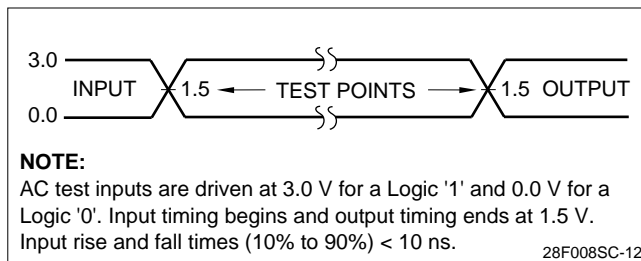 3.0
INPUT 1.5 TEST POINTS 1.5 OUTPUT
0.0
NOTE:
AC test inputs are driven at 3.0 V for a Logic '1' and 0.0 V for a
Logic '0'. Input timing begins and output timing ends at 1.5 V.
Input rise and fall times (10% to 90%) < 10 ns.
28F008SC-12